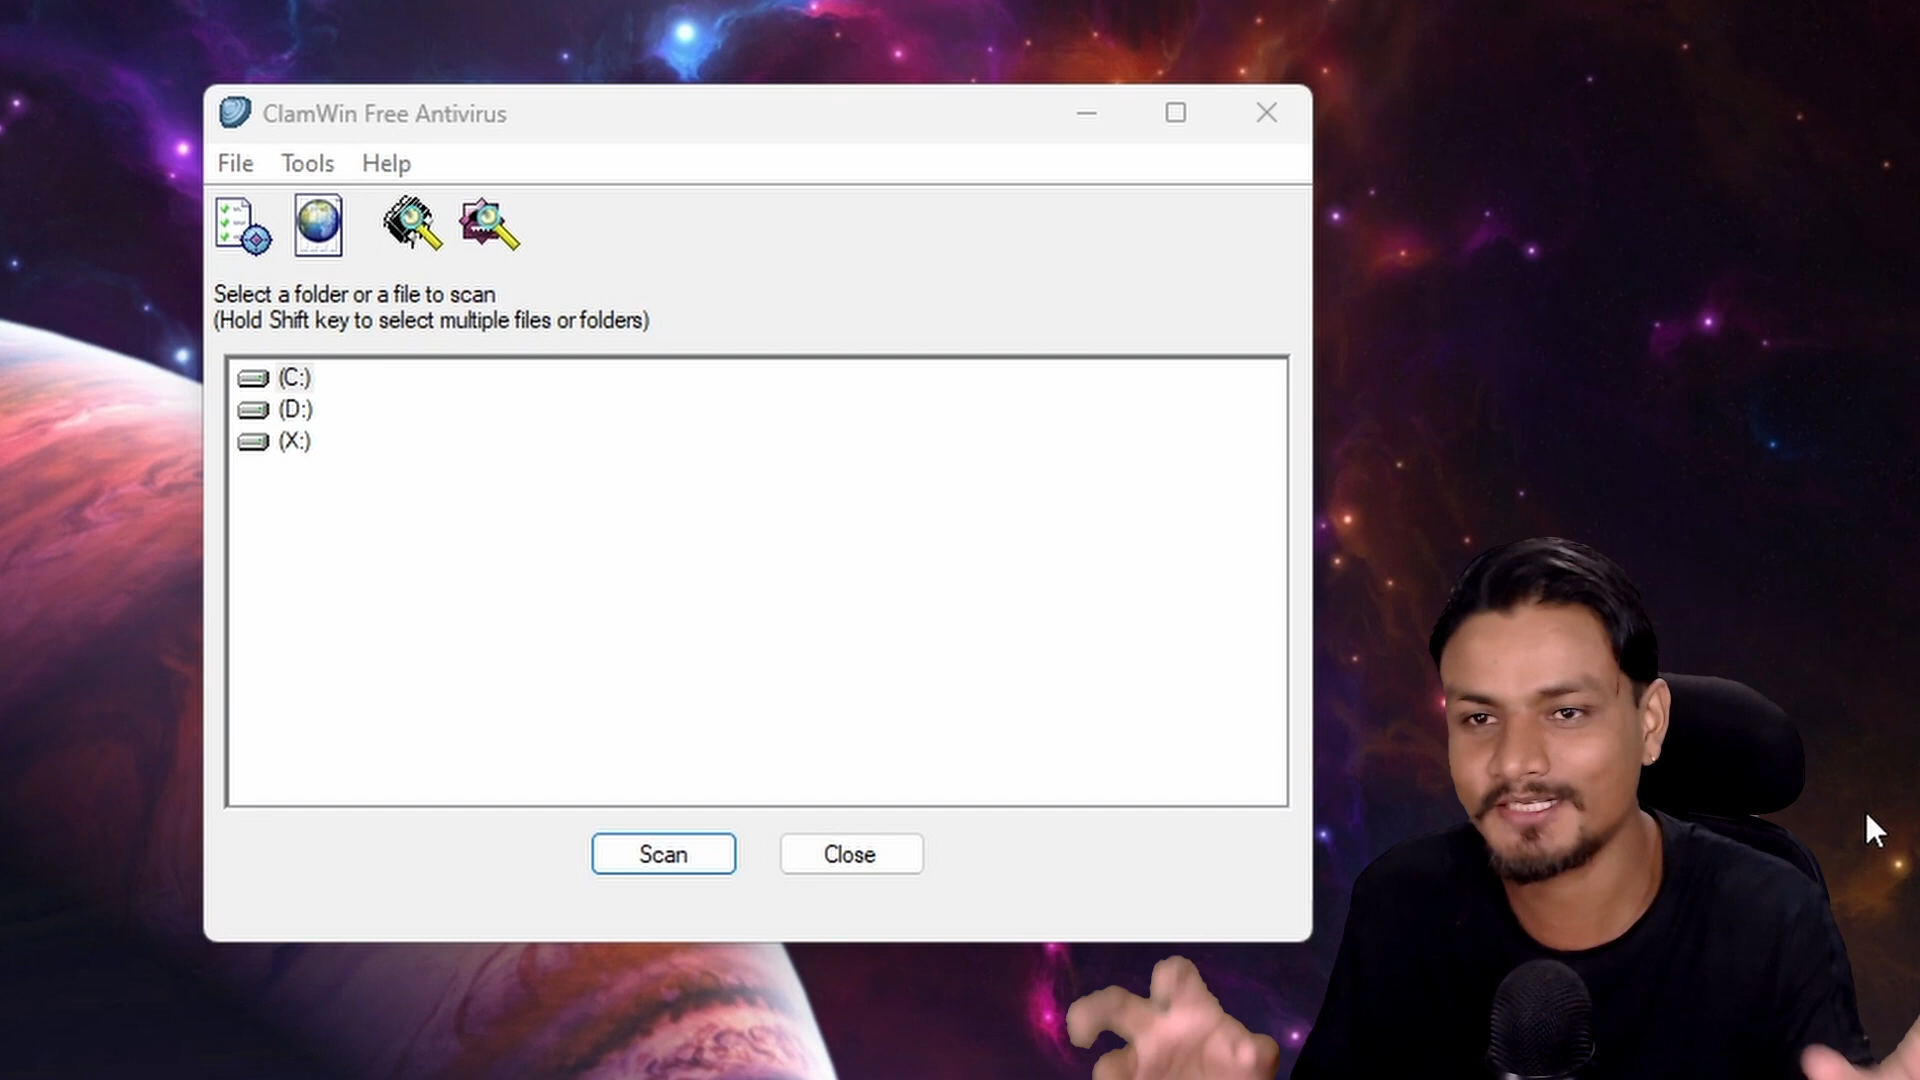 ClamWin Free Antivirus
File Tools Help
Select a folder or a file to scan
(Hold Shift key to select multiple files or folders)
(C:)
(D:)
(X:)
Scan Close